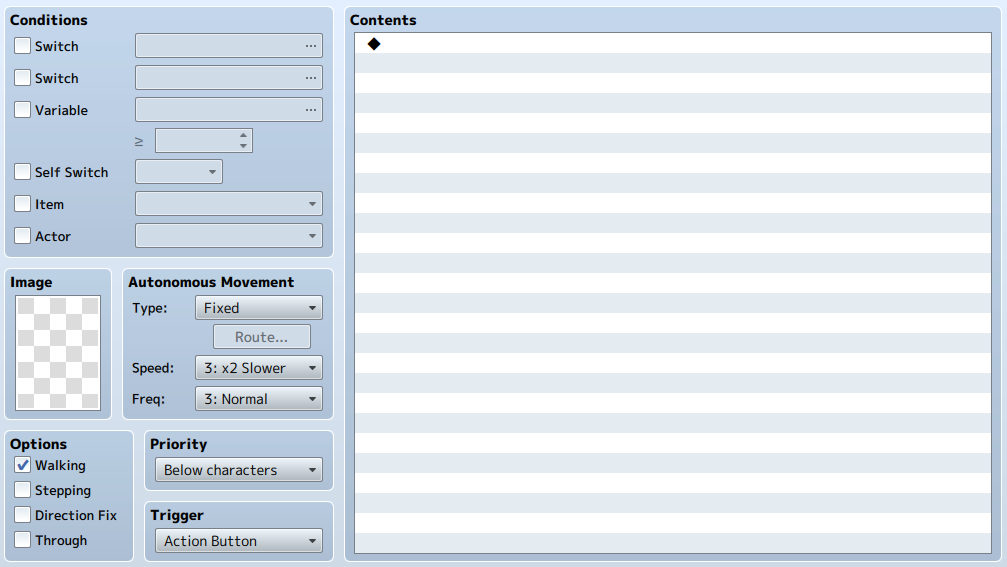 Conditions
Switch
...
Switch
...
Variable
...
≥
Self Switch
Item
Actor
Image
Autonomous Movement
Type:
Fixed
Route...
Speed:
3: x2 Slower
Freq:
3: Normal
Options
Walking
Stepping
Direction Fix
Through
Priority
Below characters
Trigger
Action Button
Contents
◆